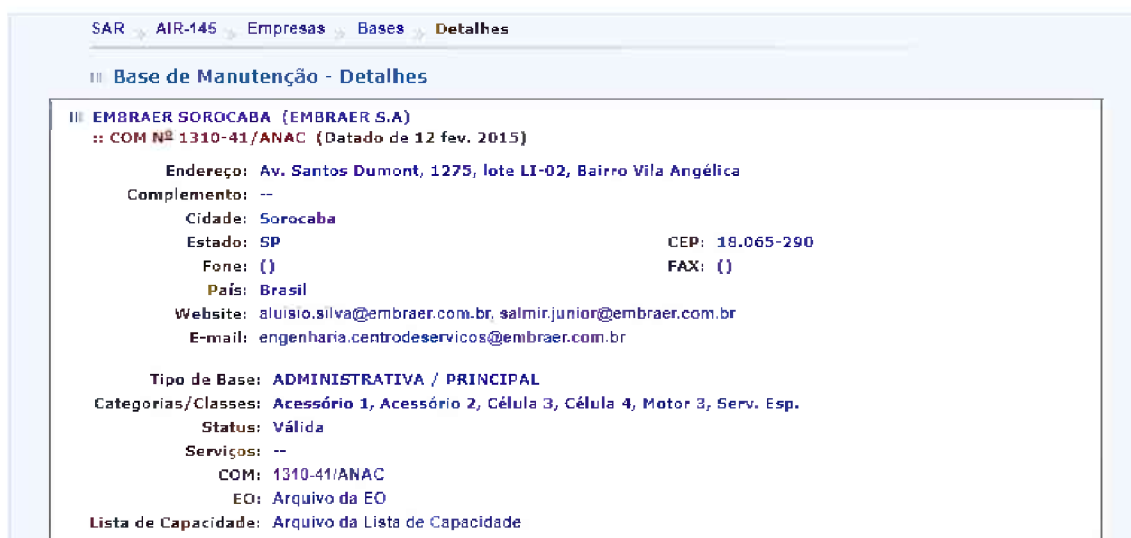 SAR AIR-145 Empresas Bases Detalhes
Base de Manutenção - Detalhes
EMBRAER SOROCABA (EMBRAER S.A)
:: COM Nº 1310-41/ANAC (Datado de 12 fev. 2015)
Endereço: Av. Santos Dumont, 1275, lote LI-02, Bairro Vila Angélica
Complemento: --
Cidade: Sorocaba
Estado: SP CEP: 18.065-290
Fone: () FAX: ()
País: Brasil
Website: aluisio.silva@embraer.com.br, salmir.junior@embraer.com.br
E-mail: engenharia.centrodeservicos@embraer.com.br
Tipo de Base: ADMINISTRATIVA / PRINCIPAL
Categorias/Classes: Acessório 1, Acessório 2, Célula 3, Célula 4, Motor 3, Serv. Esp.
Status: Válida
Serviços: --
COM: 1310-41/ANAC
EO: Arquivo da EO
Lista de Capacidade: Arquivo da Lista de Capacidade